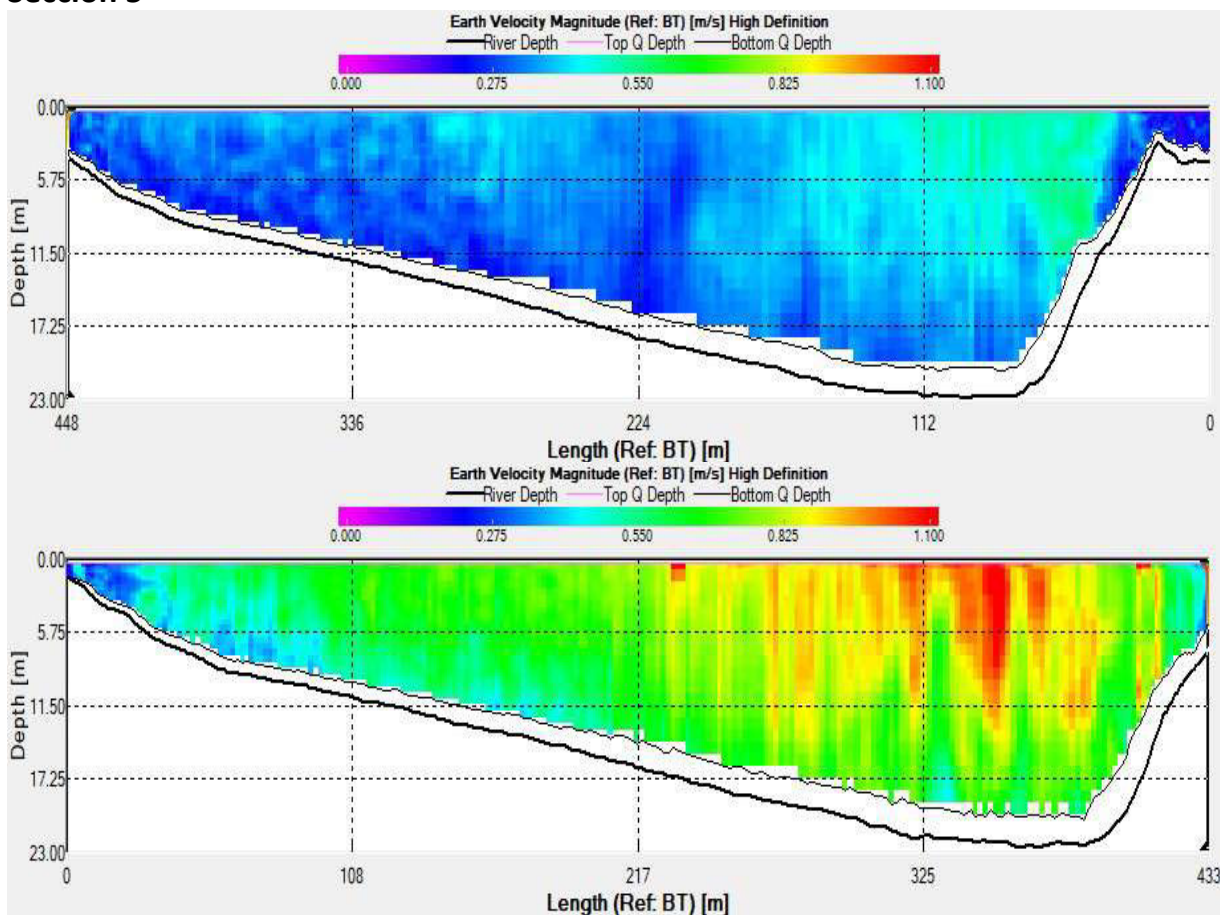 Section 3
Earth Velocity Magnitude (Ref: BT) [m/s] High Definition
River Depth Top Q Depth Bottom Q Depth
0.000 0.275 0.550 0.825 1.100
0.00
5.75
11.50
17.25
23.00
Depth [m]
448 336 224 112 0
Length (Ref: BT) [m]
Earth Velocity Magnitude (Ref: BT) [m/s] High Definition
River Depth Top Q Depth Bottom Q Depth
0.000 0.275 0.550 0.825 1.100
0.00
5.75
11.50
17.25
23.00
Depth [m]
0 108 217 325 433
Length (Ref: BT) [m]